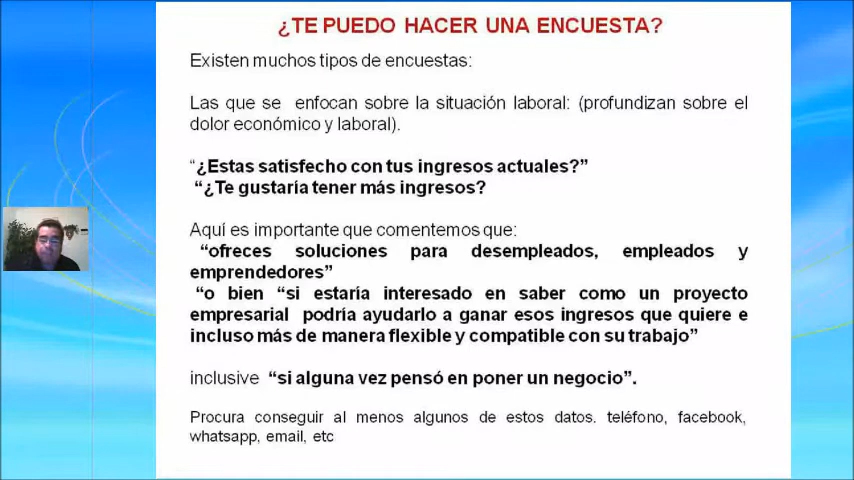 ¿TE PUEDO HACER UNA ENCUESTA?
Existen muchos tipos de encuestas:
Las que se enfocan sobre la situación laboral: (profundizan sobre el
dolor económico y laboral).
“¿Estas satisfecho con tus ingresos actuales?”
“¿Te gustaría tener más ingresos?
Aquí es importante que comentemos que:
“ofreces soluciones para desempleados, empleados y
emprendedores”
“o bien “si estaría interesado en saber como un proyecto
empresarial podría ayudarlo a ganar esos ingresos que quiere e
incluso más de manera flexible y compatible con su trabajo”
inclusive “si alguna vez pensó en poner un negocio”.
Procura conseguir al menos algunos de estos datos. teléfono, facebook,
whatsapp, email, etc